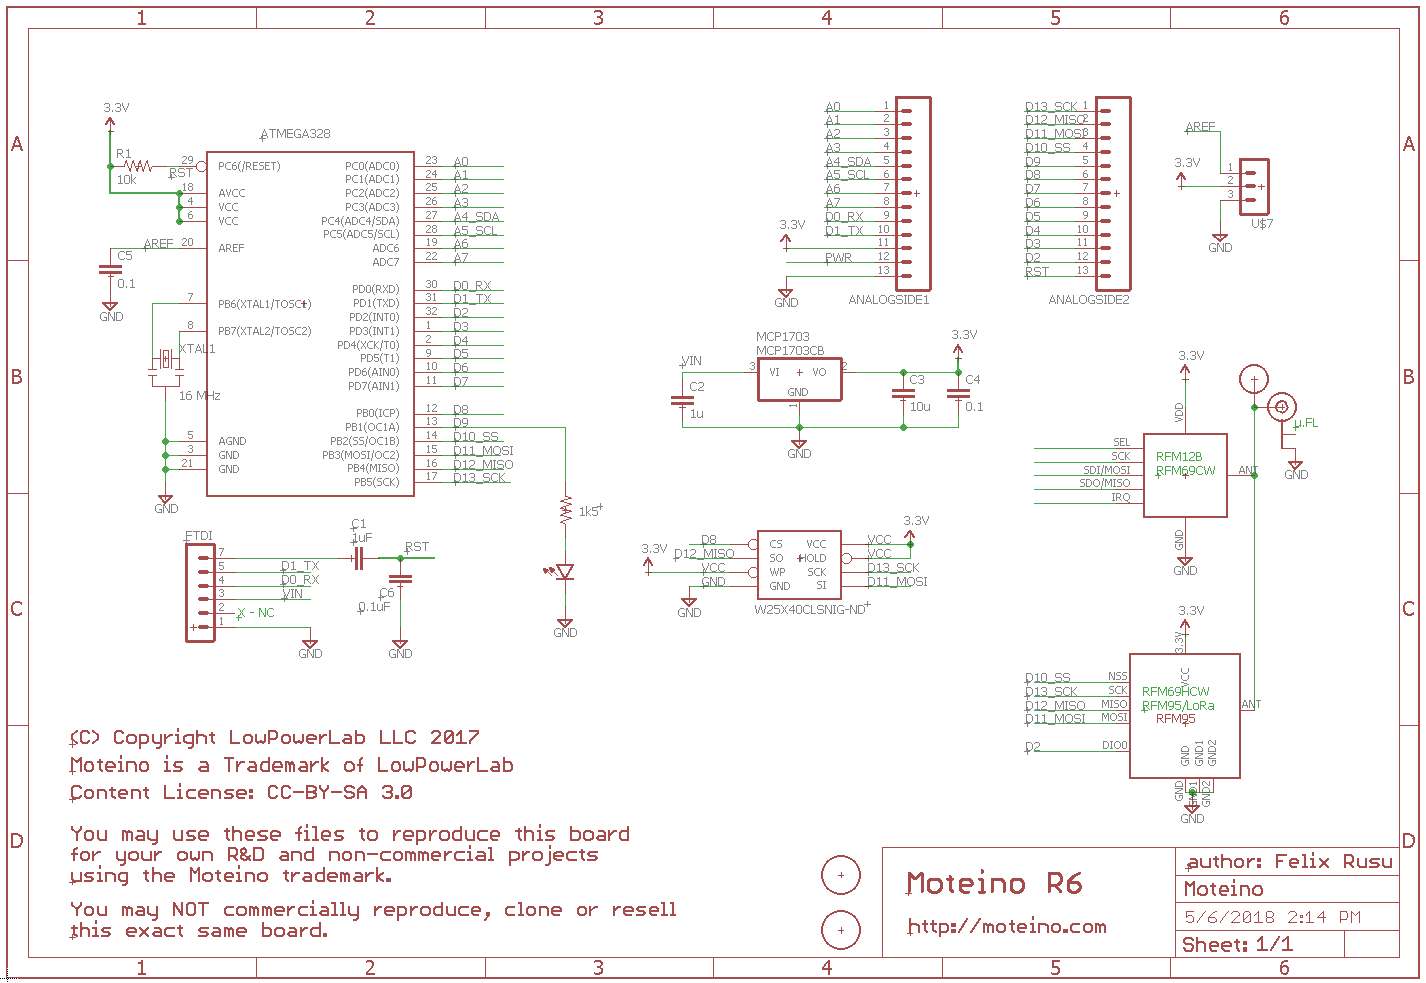 1 2 3 4 5 6
A
B
C
D
A
B
C
D
1 2 3 4 5 6
3.3V
R1
10k
RST
ATMEGA328
29 PC6(/RESET)
18 AVCC
4 VCC
6 VCC
AREF 20 AREF
C5
0.1
GND
7 PB6(XTAL1/TOSC1)
8 PB7(XTAL2/TOSC2)
XTAL1
16 MHz
5 AGND
3 GND
21 GND
GND
PC0(ADC0) 23 A0
PC1(ADC1) 24 A1
PC2(ADC2) 25 A2
PC3(ADC3) 26 A3
PC4(ADC4/SDA) 27 A4_SDA
PC5(ADC5/SCL) 28 A5_SCL
ADC6 19 A6
ADC7 22 A7
PD0(RXD) 30 D0_RX
PD1(TXD) 31 D1_TX
PD2(INT0) 32 D2
PD3(INT1) 1 D3
PD4(XCK/T0) 2 D4
PD5(T1) 9 D5
PD6(AIN0) 10 D6
PD7(AIN1) 11 D7
PB0(ICP) 12 D8
PB1(OC1A) 13 D9
PB2(SS/OC1B) 14 D10_SS
PB3(MOSI/OC2) 15 D11_MOSI
PB4(MISO) 16 D12_MISO
PB5(SCK) 17 D13_SCK
1k5
GND
FTDI
7
5 D1_TX
4 D0_RX
3 VIN
2 X - NC
1
GND
C1
1uF
RST
C6
0.1uF
GND
A0 1
A1 2
A2 3
A3 4
A4_SDA 5
A5_SCL 6
A6 7
A7 8
D0_RX 9
D1_TX 10
3.3V 11
PWR 12
13
GND
ANALOGSIDE1
D13_SCK 1
D12_MISO 2
D11_MOSI 3
D10_SS 4
D9 5
D8 6
D7 7
D6 8
D5 9
D4 10
D3 11
D2 12
RST 13
ANALOGSIDE2
AREF
3.3V
1
2
3
GND
U$7
MCP1703
MCP1703CB
VIN
3 VI VO 2
GND
1
C2
1u
C3
10u
C4
0.1
3.3V
GND
3.3V
D8 CS VCC VCC
D12_MISO SO HOLD VCC
VCC WP SCK D13_SCK
GND GND SI D11_MOSI
3.3V
GND
W25X40CLSNIG-ND
3.3V
VDD
SEL
SCK
SDI/MOSI
SDO/MISO
IRQ
RFM12B
RFM69CW
ANT
GND
GND
µ.FL
GND
3.3V
3.3V
VCC
D10_SS NSS
D13_SCK SCK
D12_MISO MISO
D11_MOSI MOSI
D2 DIO0
RFM69HCW
RFM95/LoRa
RFM95
ANT
GND GND1 GND2
GND GND1 GND2
GND
(C) Copyright LowPowerLab LLC 2017
Moteino is a Trademark of LowPowerLab
Content License: CC-BY-SA 3.0
You may use these files to reproduce this board
for your own R&D and non-commercial projects
using the Moteino trademark.
You may NOT commercially reproduce, clone or resell
this exact same board.
Moteino R6
http://moteino.com
author: Felix Rusu
Moteino
5/6/2018 2:14 PM
Sheet: 1/1